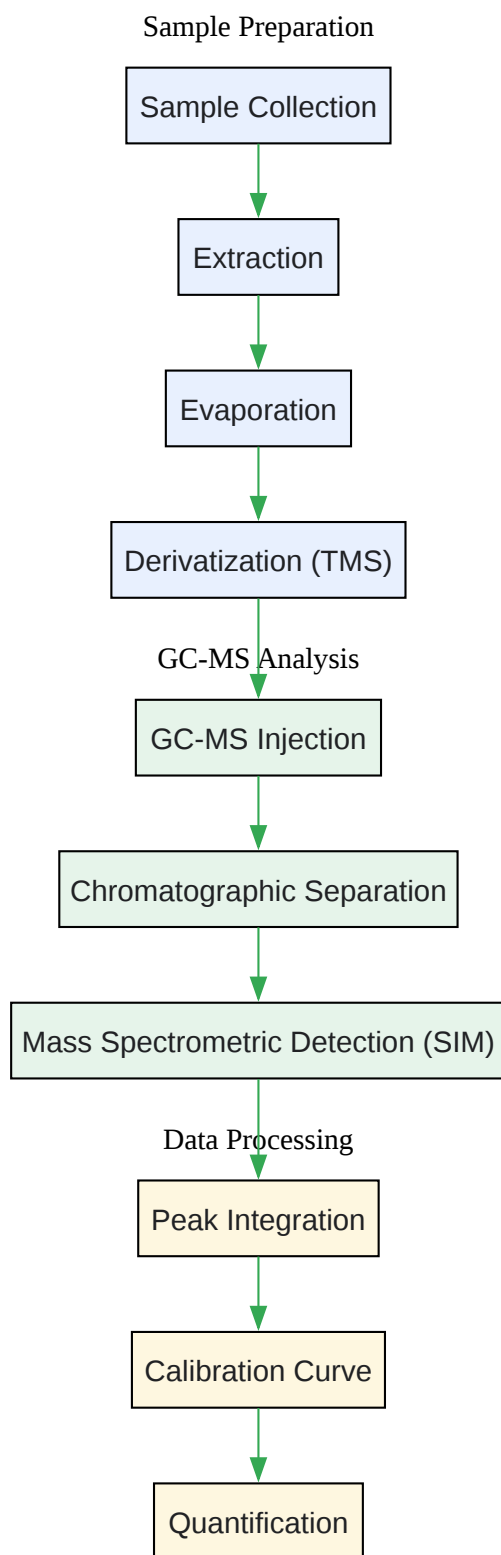 Sample Preparation
Sample Collection
Extraction
Evaporation
Derivatization (TMS)
GC-MS Analysis
GC-MS Injection
Chromatographic Separation
Mass Spectrometric Detection (SIM)
Data Processing
Peak Integration
Calibration Curve
Quantification